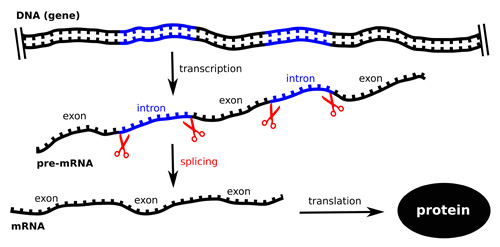 DNA (gene)
transcription
exon
intron
exon
intron
exon
pre-mRNA
splicing
exon
exon
exon
mRNA
translation
protein